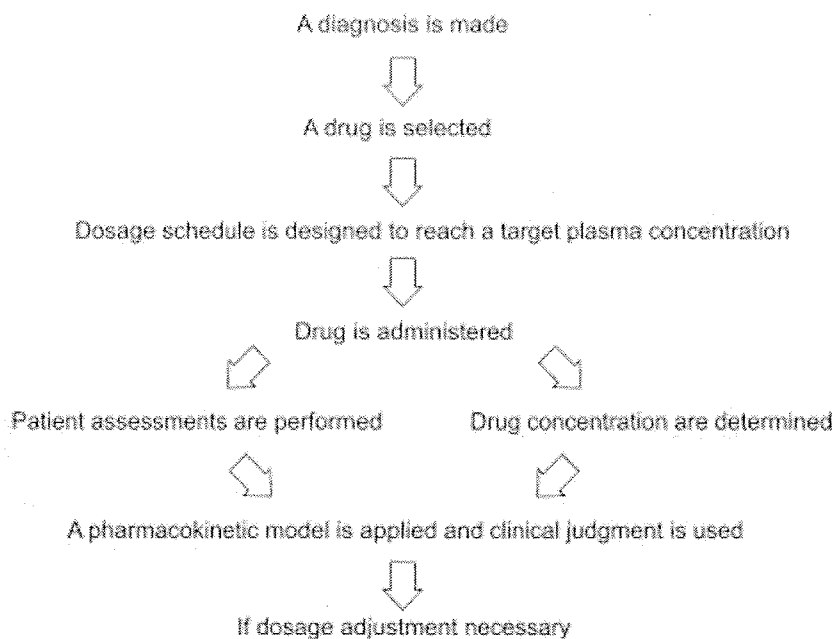 A diagnosis is made
A drug is selected
Dosage schedule is designed to reach a target plasma concentration
Drug is administered
Patient assessments are performed
Drug concentration are determined
A pharmacokinetic model is applied and clinical judgment is used
If dosage adjustment necessary